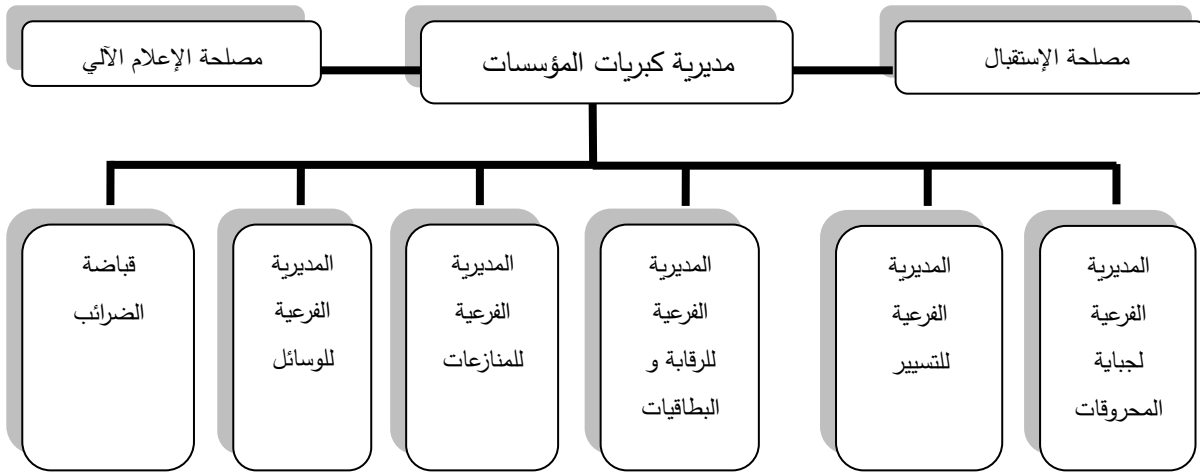 مصلحة الإستقبال
مديرية كبريات المؤسسات
مصلحة الإعلام الآلي
المديرية
الفرعية
لجباية
المحروقات
المديرية
الفرعية
للتسيير
المديرية
الفرعية
للرقابة و
البطاقيات
المديرية
الفرعية
للمنازعات
المديرية
الفرعية
للوسائل
قباضة
الضرائب